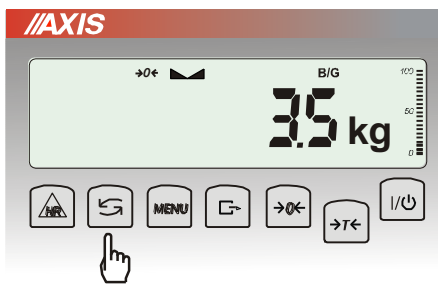 AXIS
→0← B/G 100
3.5 kg 50
0
HR MENU →0← →T← I/⏻